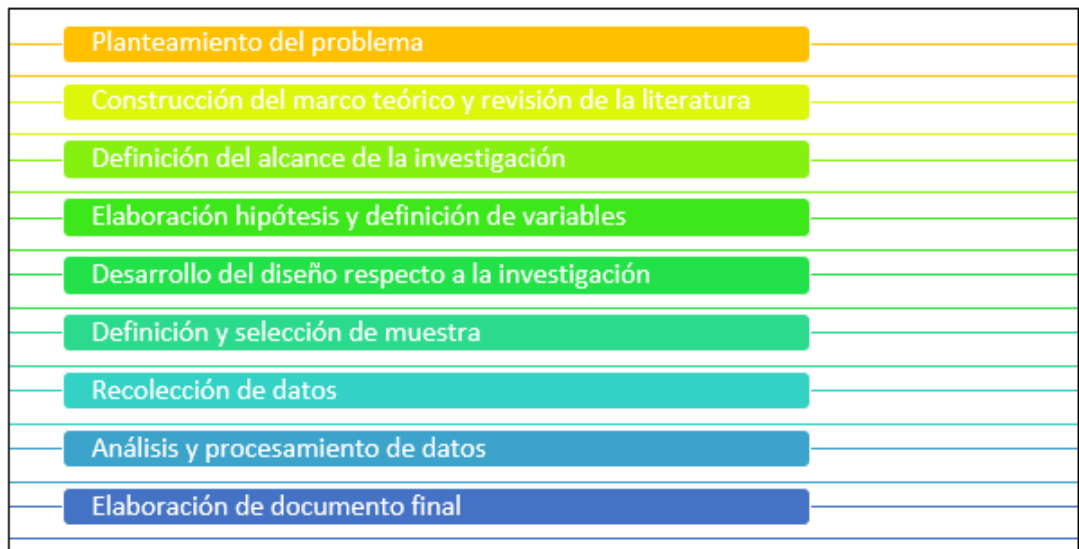 Planteamiento del problema
Construcción del marco teórico y revisión de la literatura
Definición del alcance de la investigación
Elaboración hipótesis y definición de variables
Desarrollo del diseño respecto a la investigación
Definición y selección de muestra
Recolección de datos
Análisis y procesamiento de datos
Elaboración de documento final